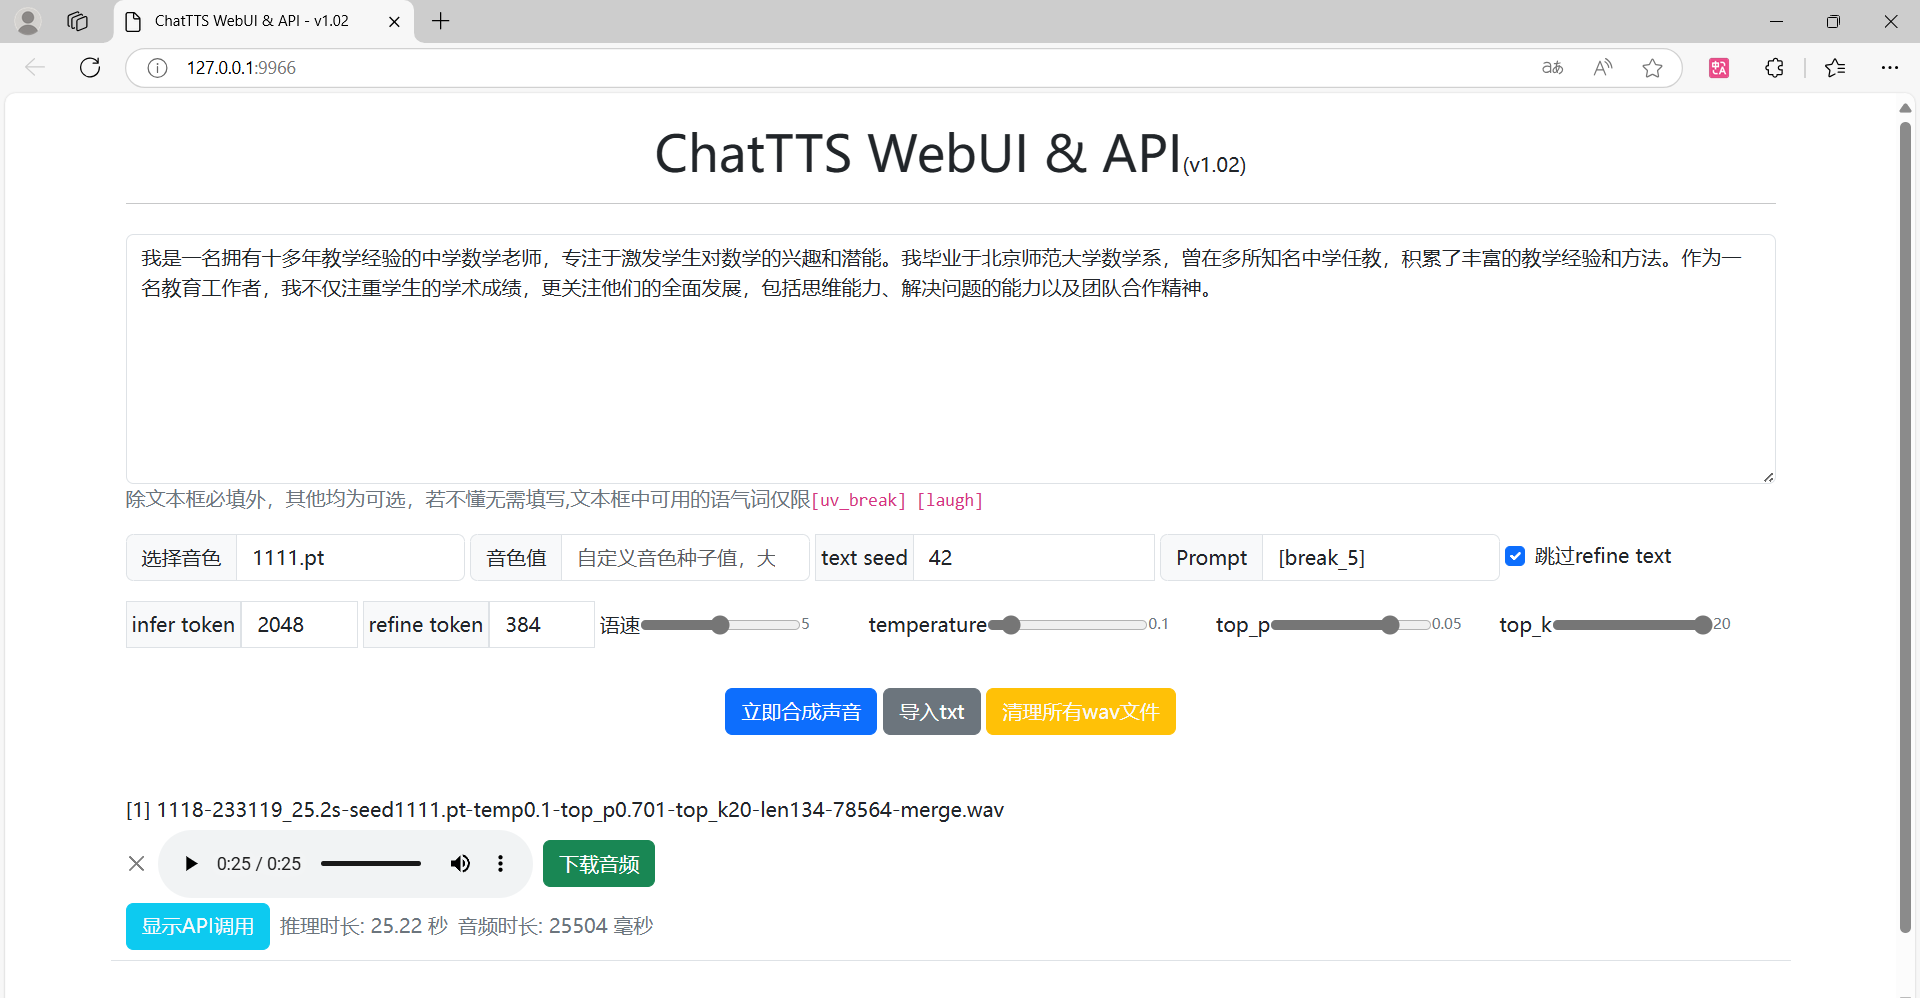 ChatTTS WebUI & API - v1.02
127.0.0.1:9966
ChatTTS WebUI & API(v1.02)
我是一名拥有十多年教学经验的中学数学老师，专注于激发学生对数学的兴趣和潜能。我毕业于北京师范大学数学系，曾在多所知名中学任教，积累了丰富的教学经验和方法。作为一
名教育工作者，我不仅注重学生的学术成绩，更关注他们的全面发展，包括思维能力、解决问题的能力以及团队合作精神。
除文本框必填外，其他均为可选，若不懂无需填写,文本框中可用的语气词仅限[uv_break] [laugh]
选择音色 1111.pt 音色值 自定义音色种子值，大 text seed 42 Prompt [break_5] 跳过refine text
infer token 2048 refine token 384 语速 5 temperature 0.1 top_p 0.05 top_k 20
立即合成声音 导入txt 清理所有wav文件
[1] 1118-233119_25.2s-seed1111.pt-temp0.1-top_p0.701-top_k20-len134-78564-merge.wav
0:25 / 0:25 下载音频
显示API调用 推理时长: 25.22 秒 音频时长: 25504 毫秒